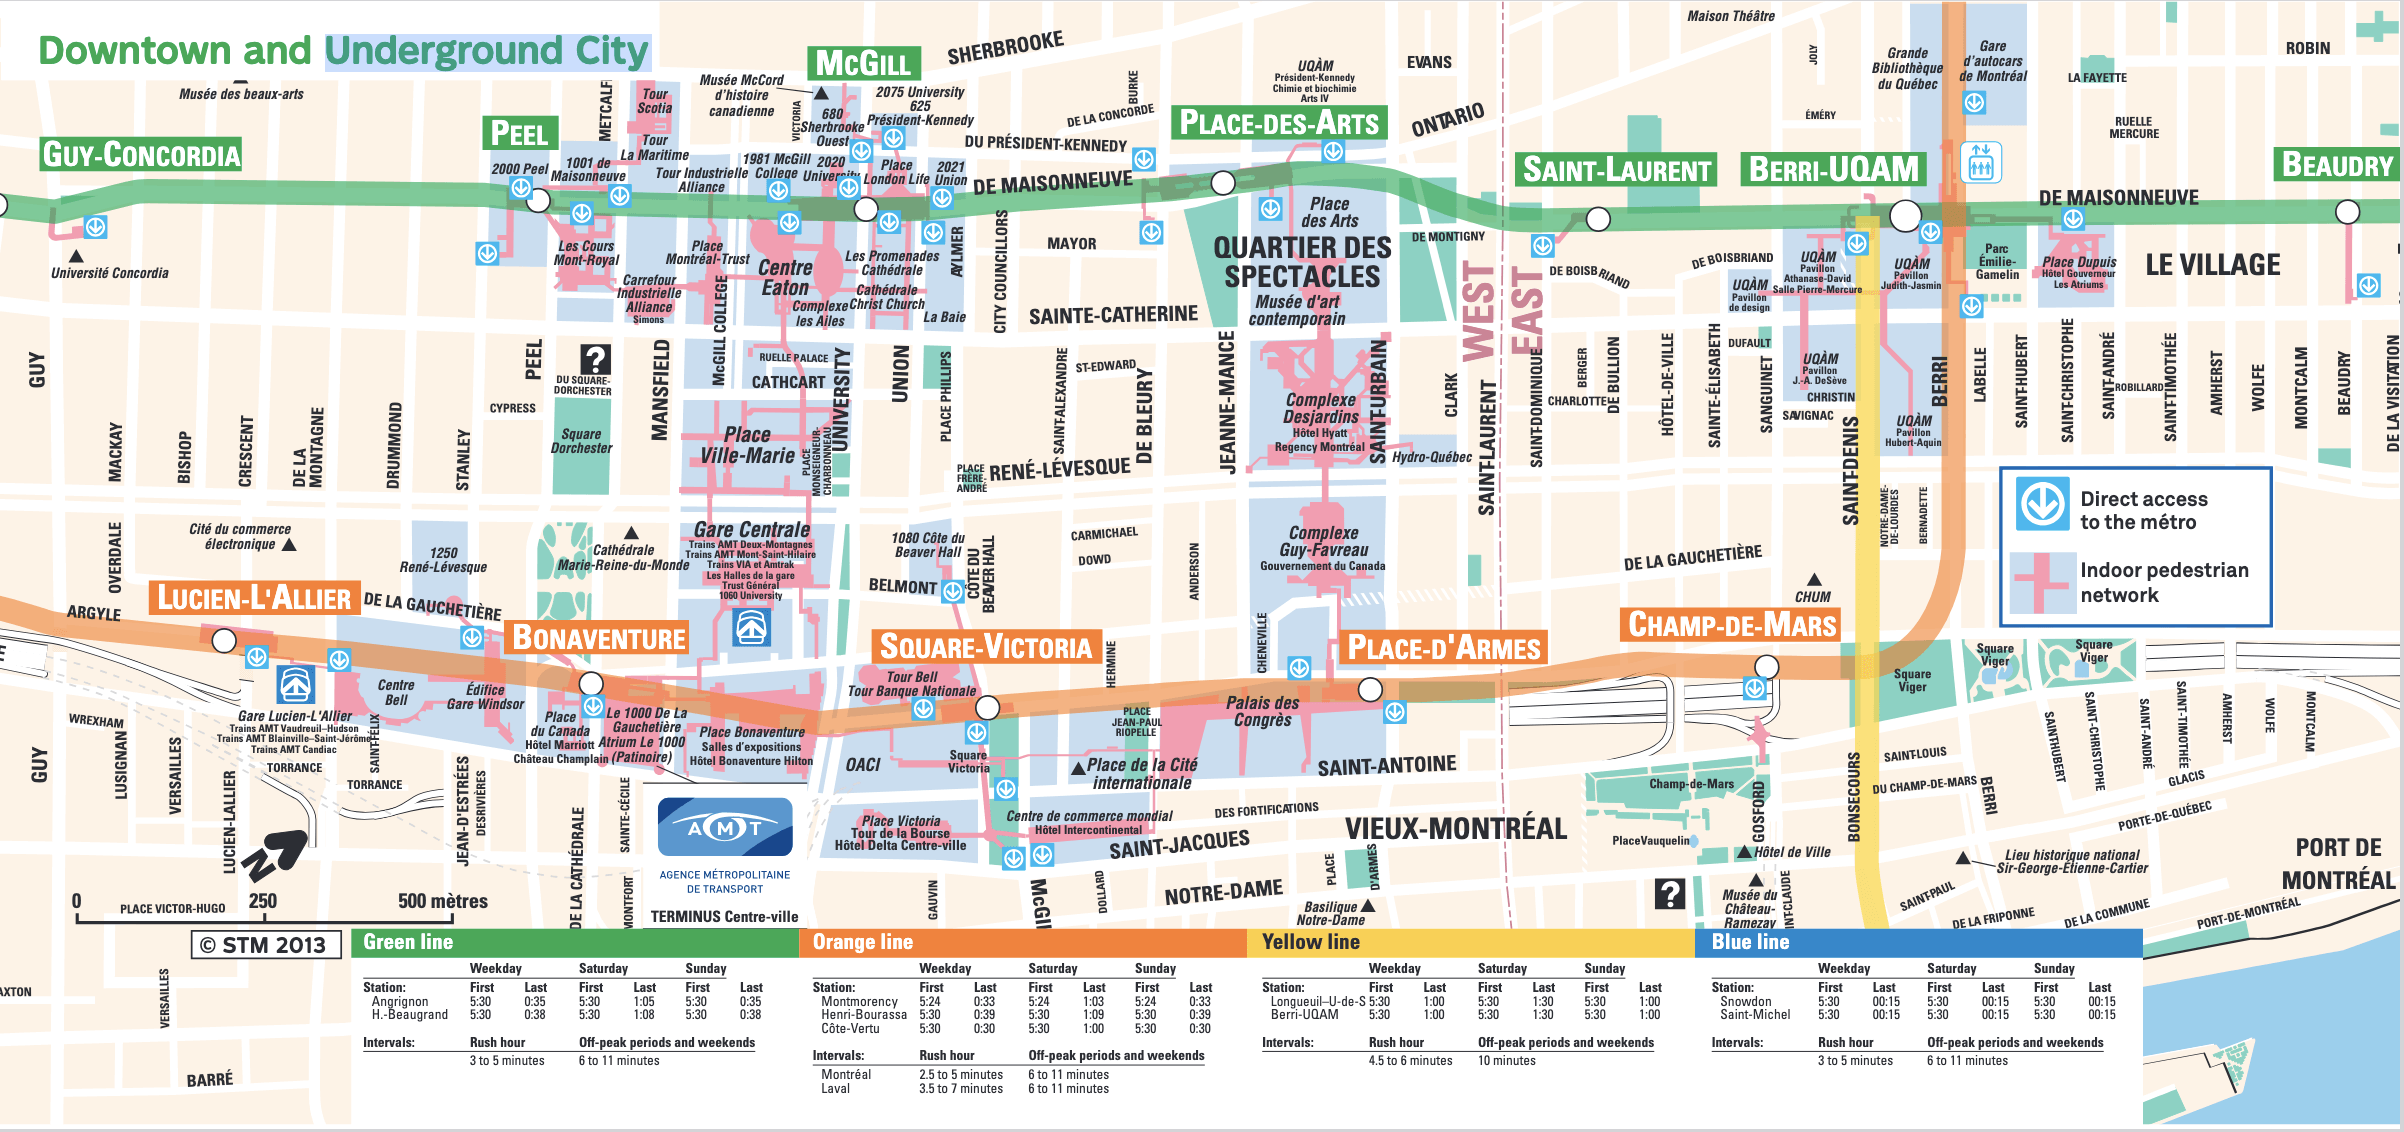 Downtown and Underground City
Musée des beaux-arts
METCALF
Tour
Scotia
Tour
La Maritime
Musée McCord
d'histoire
canadienne
VICTORIA
McGILL
SHERBROOKE
680
Sherbrooke
Ouest
2075 University
625
Président-Kennedy
BURKE
DE LA CONCORDE
DU PRÉSIDENT-KENNEDY
UQÀM
Président-Kennedy
Chimie et biochimie
Arts IV
EVANS
ONTARIO
Maison Théâtre
JOLY
ÉMERY
Grande
Bibliothèque
du Québec
Gare
d'autocars
de Montréal
LA FAYETTE
ROBIN
RUELLE
MERCURE
GUY-CONCORDIA
PEEL
PLACE-DES-ARTS
SAINT-LAURENT
BERRI-UQAM
BEAUDRY
2000 Peel
1001 de
Maisonneuve
Tour Industrielle
Alliance
1981 McGill
College
2020
University
Place
London Life
2021
Union
DE MAISONNEUVE
DE MAISONNEUVE
Université Concordia
Les Cours
Mont-Royal
Place
Montréal-Trust
Carrefour
Industrielle
Alliance
Simons
Centre
Eaton
Complexe
les Ailes
Les Promenades
Cathédrale
Cathédrale
Christ Church
La Baie
AYLMER
CITY COUNCILLORS
MAYOR
SAINTE-CATHERINE
Place
des Arts
QUARTIER DES
SPECTACLES
Musée d'art
contemporain
DE MONTIGNY
WEST
EAST
DE BOISBRIAND
DE BOISBRIAND
UQÀM
Pavillon
de design
UQÀM
Pavillon
Athanase-David
Salle Pierre-Mercure
UQÀM
Pavillon
Judith-Jasmin
Parc
Émilie-
Gamelin
Place Dupuis
Hôtel Gouverneur
Les Atriums
LE VILLAGE
GUY
MACKAY
BISHOP
CRESCENT
DE LA
MONTAGNE
DRUMMOND
STANLEY
PEEL
CYPRESS
?
DU SQUARE-
DORCHESTER
Square
Dorchester
MANSFIELD
McGILL COLLEGE
RUELLE PALACE
CATHCART
UNIVERSITY
Place
Ville-Marie
PLACE
MONSEIGNEUR-
CHARBONNEAU
UNION
PLACE PHILLIPS
PLACE
FRÈRE-
ANDRÉ
RENÉ-LÉVESQUE
SAINT-ALEXANDRE
ST-EDWARD
DE BLEURY
JEANNE-MANCE
Complexe
Desjardins
Hôtel Hyatt
Regency Montréal
SAINT-URBAIN
Hydro-Québec
CLARK
SAINT-LAURENT
SAINT-DOMINIQUE
BERGER
CHARLOTTE
DE BULLION
HÔTEL-DE-VILLE
SAINTE-ÉLISABETH
DUFAULT
SANGUINET
UQÀM
Pavillon
J.-A. DeSève
CHRISTIN
SAVIGNAC
SAINT-DENIS
UQÀM
Pavillon
Hubert-Aquin
BERRI
LABELLE
SAINT-HUBERT
SAINT-CHRISTOPHE
SAINT-ANDRÉ
ROBILLARD
SAINT-TIMOTHÉE
AMHERST
WOLFE
MONTCALM
BEAUDRY
DE LA VISITATION
NOTRE-DAME-
DE-LOURDES
BERNADETTE
Direct access
to the métro
Indoor pedestrian
network
OVERDALE
Cité du commerce
électronique
1250
René-Lévesque
Cathédrale
Marie-Reine-du-Monde
Gare Centrale
Trains AMT Deux-Montagnes
Trains AMT Mont-Saint-Hilaire
Trains VIA et Amtrak
Les Halles de la gare
Trust Général
1060 University
1080 Côte du
Beaver Hall
BELMONT
CÔTE DU
BEAVER HALL
CARMICHAEL
DOWD
ANDERSON
Complexe
Guy-Favreau
Gouvernement du Canada
DE LA GAUCHETIÈRE
CHUM
ARGYLE
LUCIEN-L'ALLIER
DE LA GAUCHETIÈRE
BONAVENTURE
SQUARE-VICTORIA
HERMINE
CHENEVILLE
PLACE-D'ARMES
CHAMP-DE-MARS
Centre
Bell
Édifice
Gare Windsor
Gare Lucien-L'Allier
Trains AMT Vaudreuil–Hudson
Trains AMT Blainville–Saint-Jérôme
Trains AMT Candiac
SAINT-FÉLIX
Place
du Canada
Hôtel Marriott
Château Champlain
Le 1000 De La
Gauchetière
Atrium Le 1000
(Patinoire)
Place Bonaventure
Salles d'expositions
Hôtel Bonaventure Hilton
Tour Bell
Tour Banque Nationale
OACI
Square
Victoria
PLACE
JEAN-PAUL
RIOPELLE
Place de la Cité
internationale
Palais des
Congrès
SAINT-ANTOINE
Square
Viger
Square
Viger
Square
Viger
WREXHAM
GUY
LUSIGNAN
VERSAILLES
LUCIEN-LALLIER
TORRANCE
TORRANCE
JEAN-D'ESTRÉES
DESRIVIÈRES
DE LA CATHÉDRALE
SAINTE-CÉCILE
MONTFORT
AMT
AGENCE MÉTROPOLITAINE
DE TRANSPORT
TERMINUS Centre-ville
Place Victoria
Tour de la Bourse
Hôtel Delta Centre-ville
Centre de commerce mondial
Hôtel Intercontinental
DES FORTIFICATIONS
SAINT-JACQUES
VIEUX-MONTRÉAL
GAUVIN
McGIL
DOLLARD
NOTRE-DAME
PLACE
D'ARMES
Basilique
Notre-Dame
Champ-de-Mars
PlaceVauquelin
GOSFORD
Hôtel de Ville
?
Musée du
Château-
Ramezay
INT-CLAUDE
BONSECOURS
SAINT-LOUIS
DU CHAMP-DE-MARS
BERRI
SAINT-HUBERT
SAINT-CHRISTOPHE
SAINT-ANDRÉ
SAINT-TIMOTHÉE
AMHERST
WOLFE
MONTCALM
GLACIS
PORTE-DE-QUÉBEC
Lieu historique national
Sir-George-Étienne-Cartier
SAINT-PAUL
DE LA FRIPONNE
DE LA COMMUNE
PORT-DE-MONTRÉAL
PORT DE
MONTRÉAL
N
0 250 500 mètres
PLACE VICTOR-HUGO
© STM 2013
AXTON
VERSAILLES
BARRÉ
Green line
Weekday Saturday Sunday
Station: First Last First Last First Last
Angrignon 5:30 0:35 5:30 1:05 5:30 0:35
H.-Beaugrand 5:30 0:38 5:30 1:08 5:30 0:38
Intervals: Rush hour Off-peak periods and weekends
3 to 5 minutes 6 to 11 minutes
Orange line
Weekday Saturday Sunday
Station: First Last First Last First Last
Montmorency 5:24 0:33 5:24 1:03 5:24 0:33
Henri-Bourassa 5:30 0:39 5:30 1:09 5:30 0:39
Côte-Vertu 5:30 0:30 5:30 1:00 5:30 0:30
Intervals: Rush hour Off-peak periods and weekends
Montréal 2.5 to 5 minutes 6 to 11 minutes
Laval 3.5 to 7 minutes 6 to 11 minutes
Yellow line
Weekday Saturday Sunday
Station: First Last First Last First Last
Longueuil–U-de-S 5:30 1:00 5:30 1:30 5:30 1:00
Berri-UQAM 5:30 1:00 5:30 1:30 5:30 1:00
Intervals: Rush hour Off-peak periods and weekends
4.5 to 6 minutes 10 minutes
Blue line
Weekday Saturday Sunday
Station: First Last First Last First Last
Snowdon 5:30 00:15 5:30 00:15 5:30 00:15
Saint-Michel 5:30 00:15 5:30 00:15 5:30 00:15
Intervals: Rush hour Off-peak periods and weekends
3 to 5 minutes 6 to 11 minutes